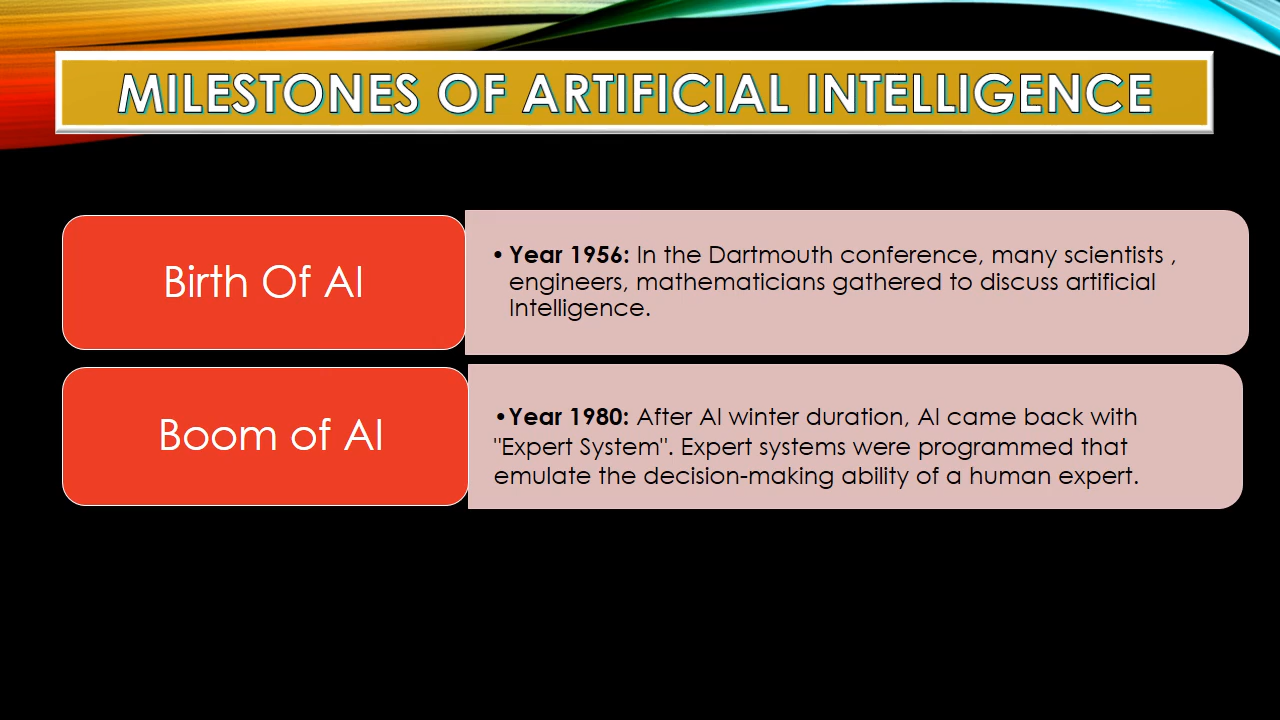 MILESTONES OF ARTIFICIAL INTELLIGENCE
Birth Of AI
• Year 1956: In the Dartmouth conference, many scientists ,
engineers, mathematicians gathered to discuss artificial
Intelligence.
Boom of AI
•Year 1980: After AI winter duration, AI came back with
"Expert System". Expert systems were programmed that
emulate the decision-making ability of a human expert.